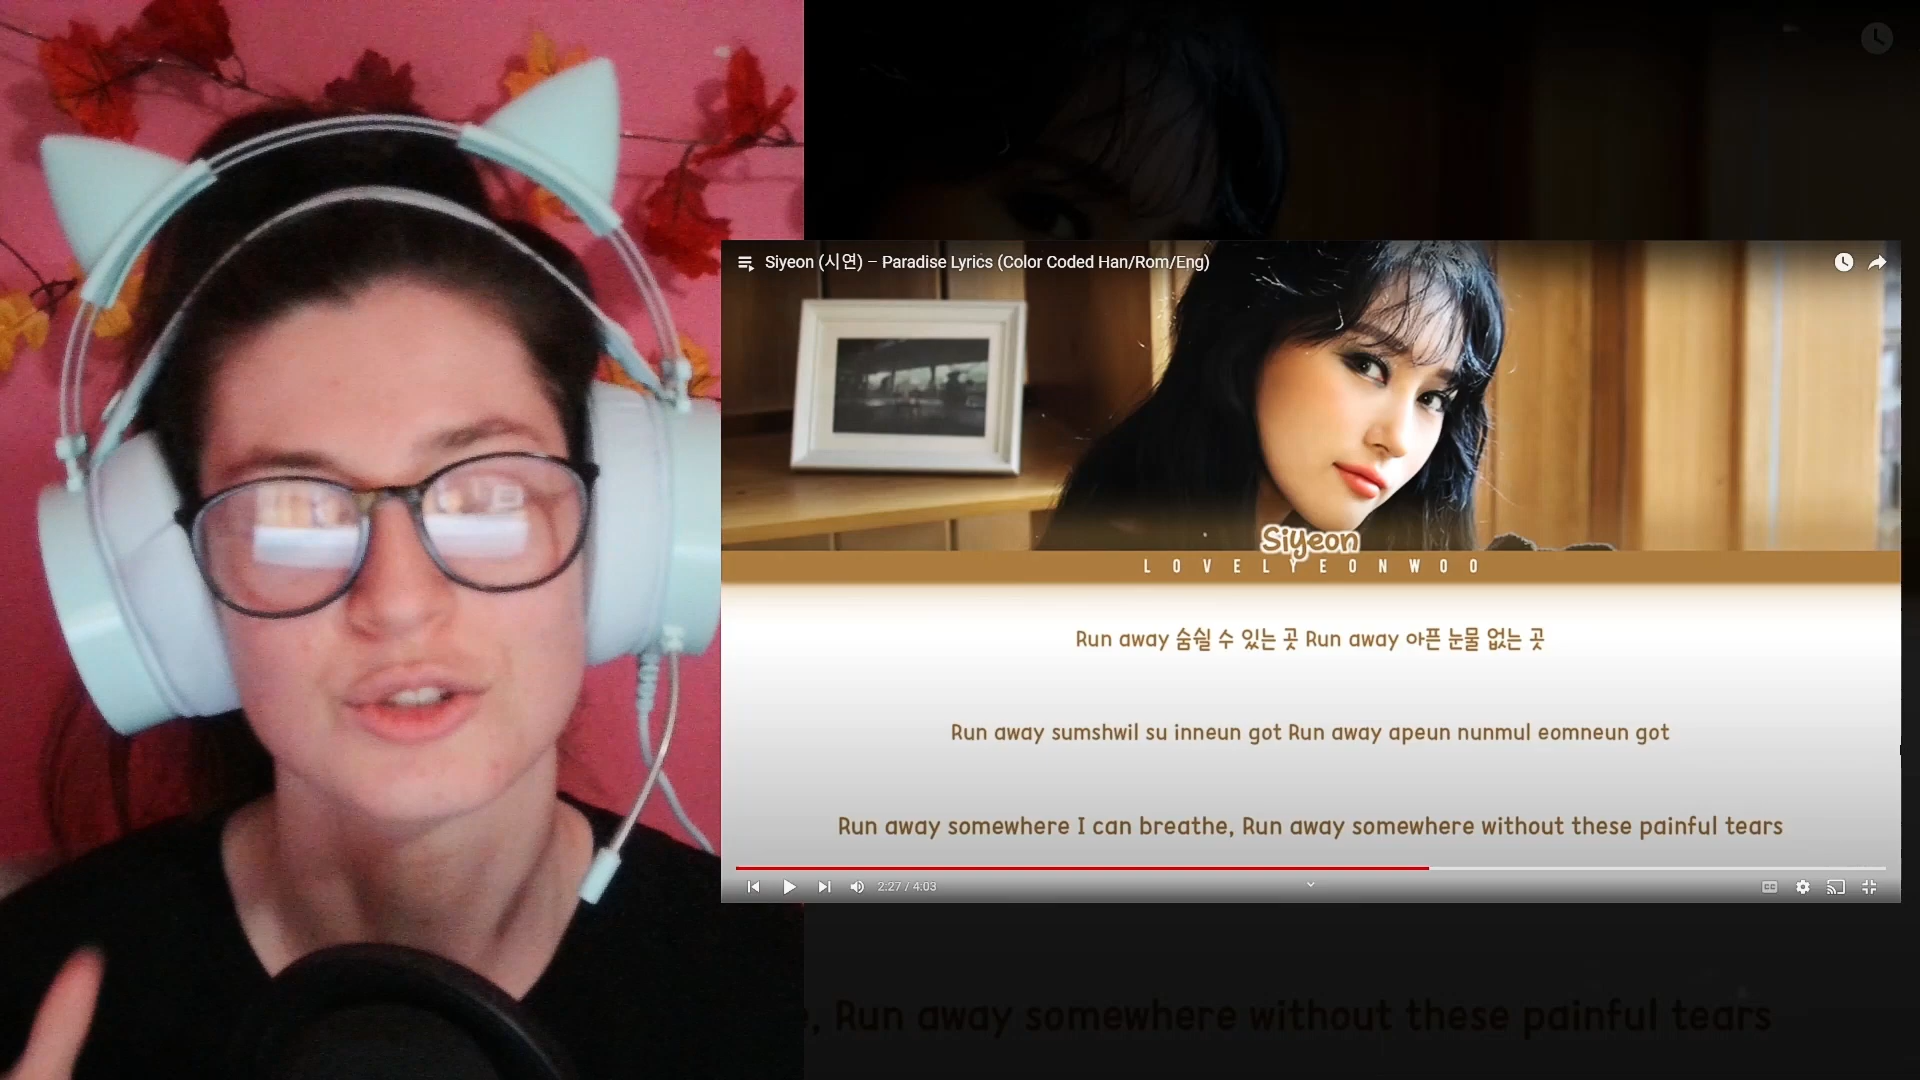 Siyeon (시연) – Paradise Lyrics (Color Coded Han/Rom/Eng)
Siyeon
LOVELYEONWOO
Run away 숨쉴 수 있는 곳 Run away 아픈 눈물 없는 곳
Run away sumshwil su inneun got Run away apeun nunmul eomneun got
Run away somewhere I can breathe, Run away somewhere without these painful tears
2:27 / 4:03
CC
, Run away somewhere without these painful tears